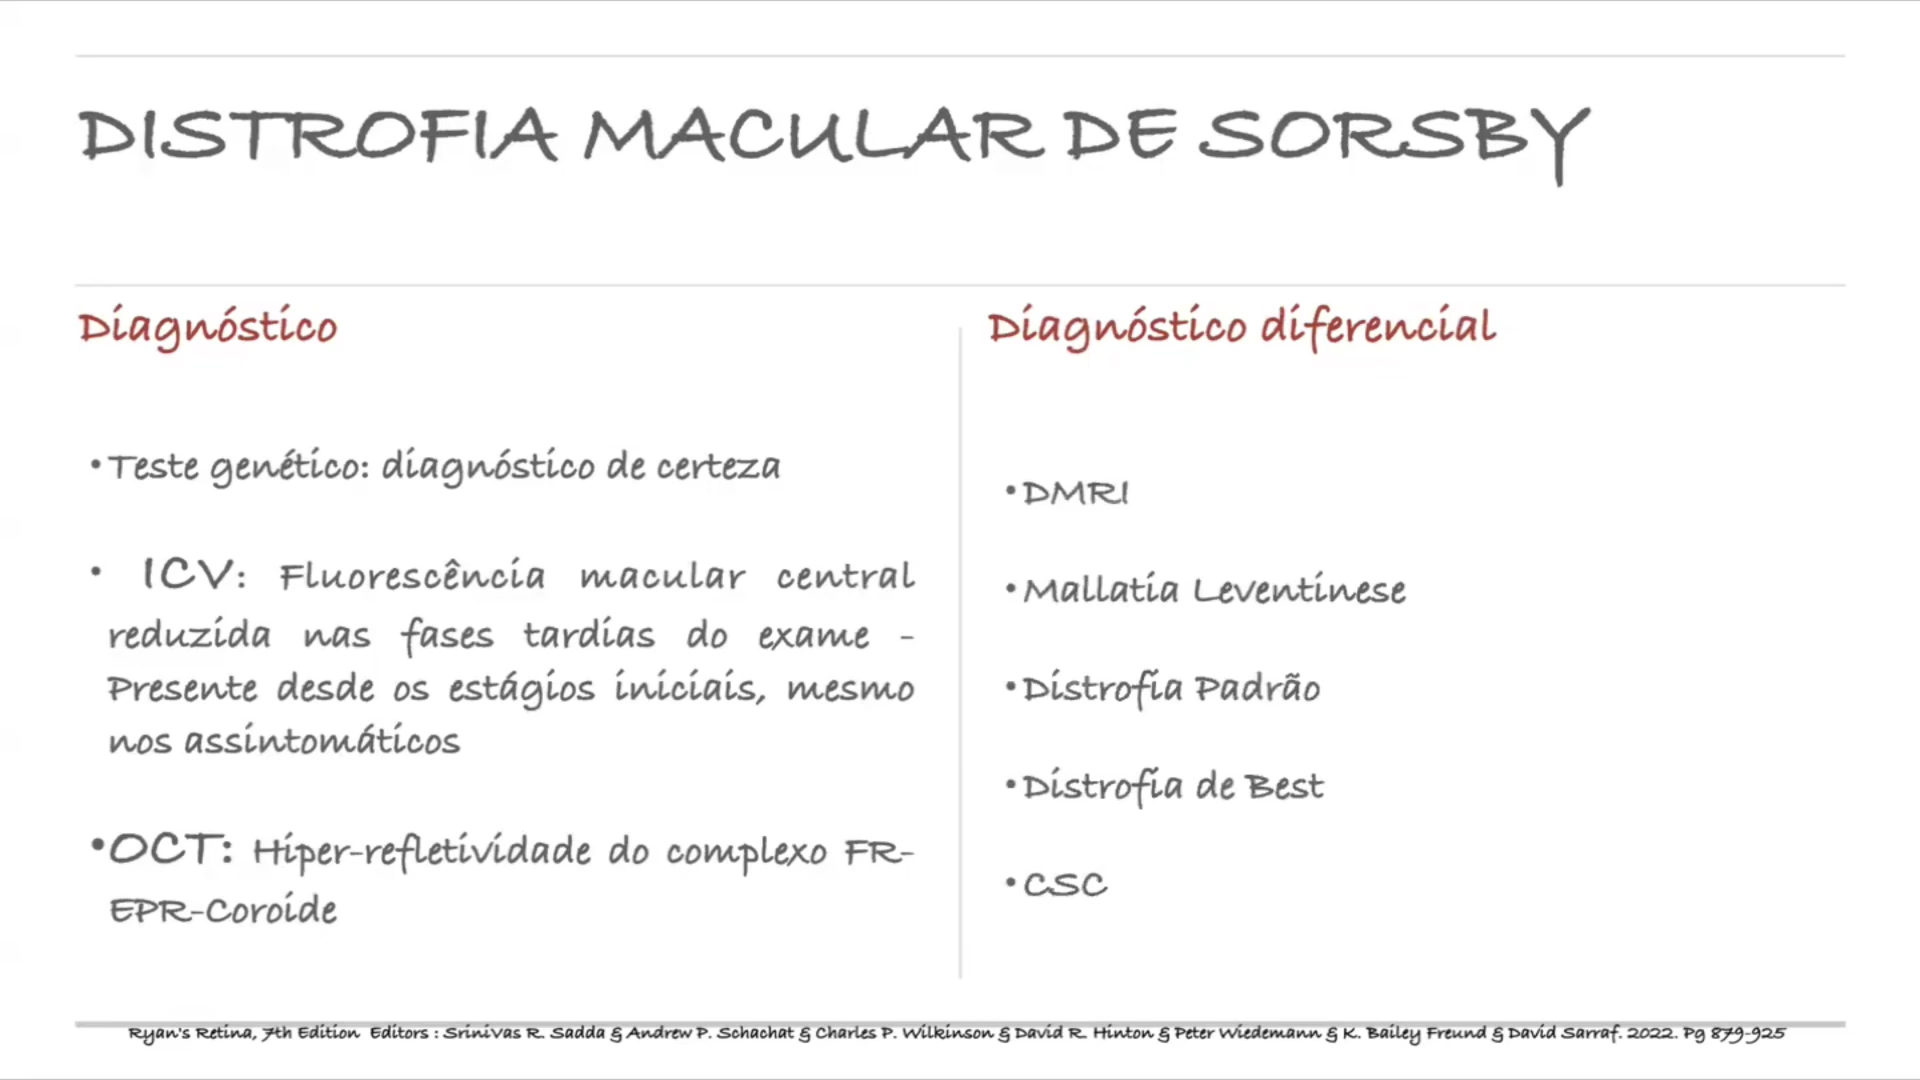 DISTROFIA MACULAR DE SORSBY
Diagnóstico
•Teste genético: diagnóstico de certeza
• ICV: Fluorescência macular central
reduzida nas fases tardias do exame -
Presente desde os estágios iniciais, mesmo
nos assintomáticos
•OCT: Hiper-refletividade do complexo FR-
EPR-Coroide
Diagnóstico diferencial
•DMRI
•Mallatia Leventinese
•Distrofia Padrão
•Distrofia de Best
•CSC
Ryan's Retina, 7th Edition Editors : Srinivas R. Sadda & Andrew P. Schachat & Charles P. Wilkinson & David R. Hinton & Peter Wiedemann & K. Bailey Freund & David Sarraf. 2022. Pg 879-925